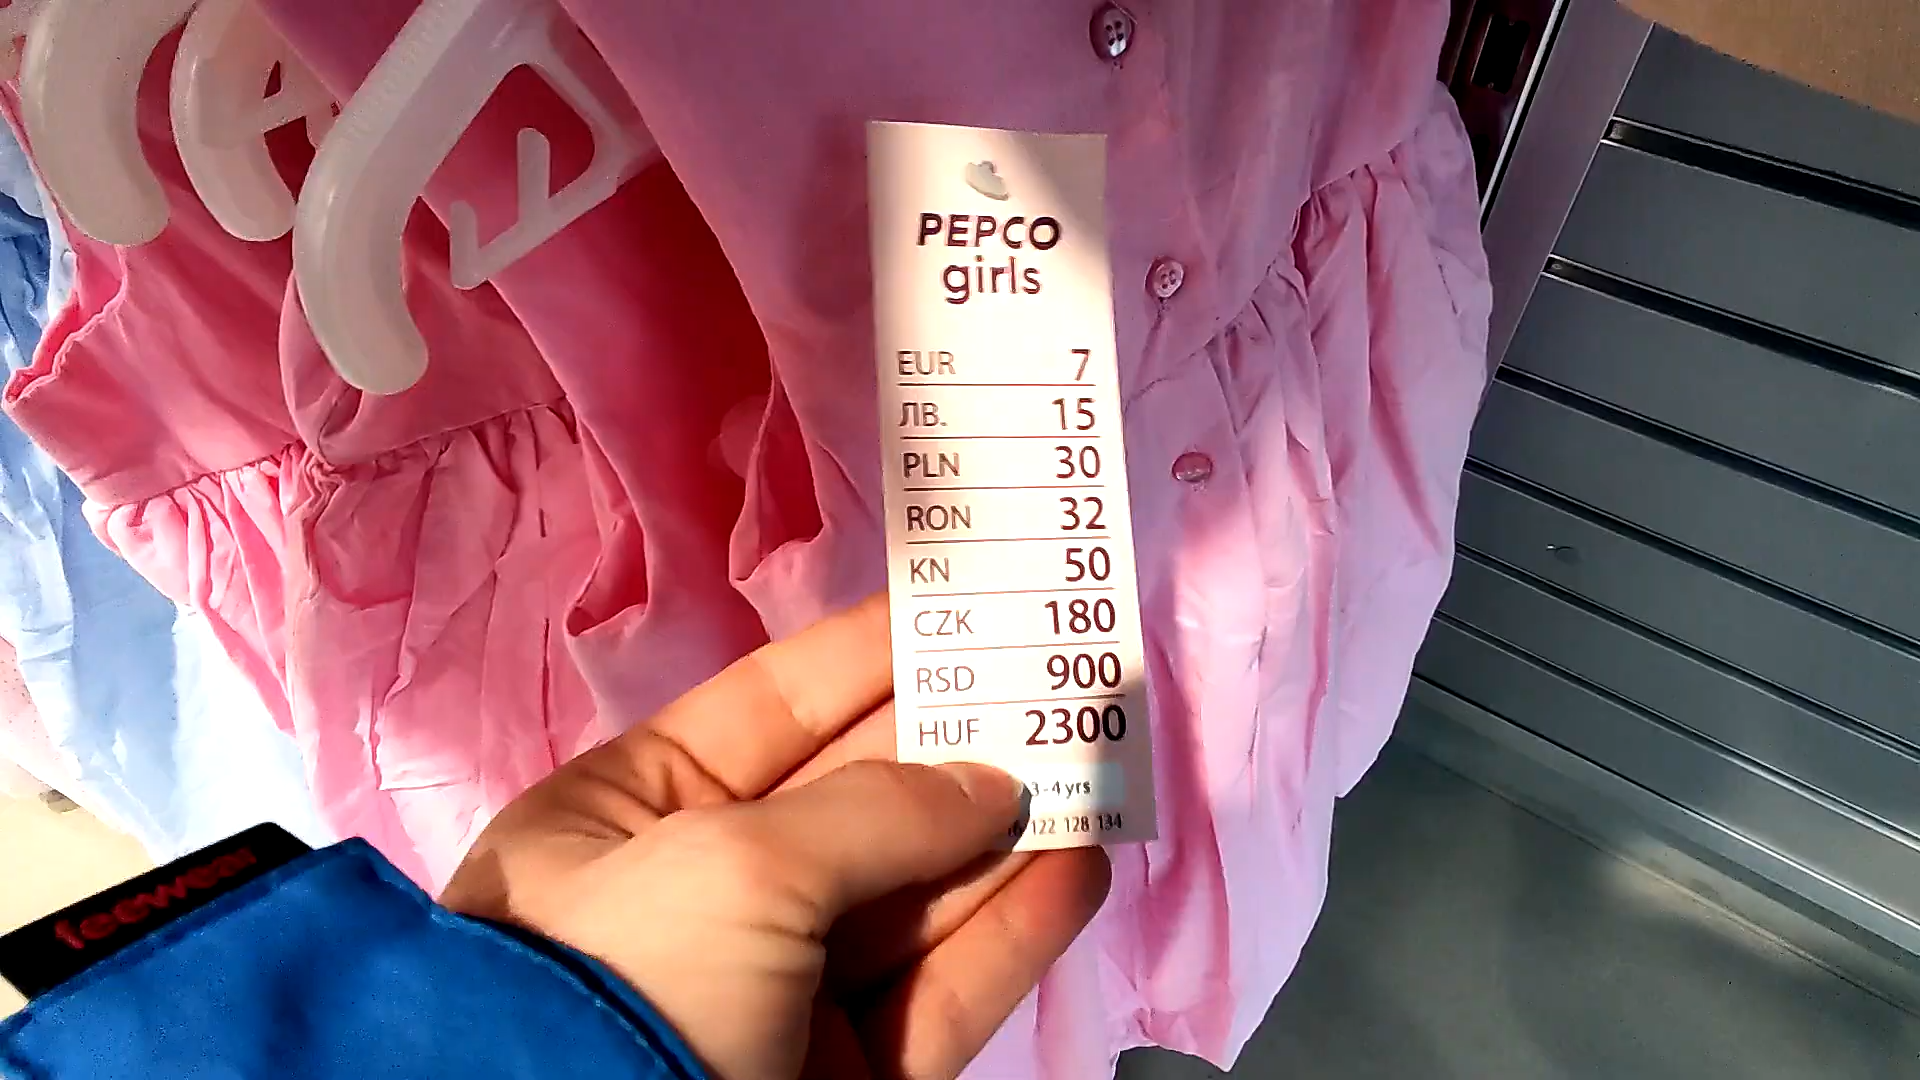 PEPCO
girls
EUR 7
ЛВ. 15
PLN 30
RON 32
KN 50
CZK 180
RSD 900
HUF 2300
3-4 yrs
122 128 134
feewear